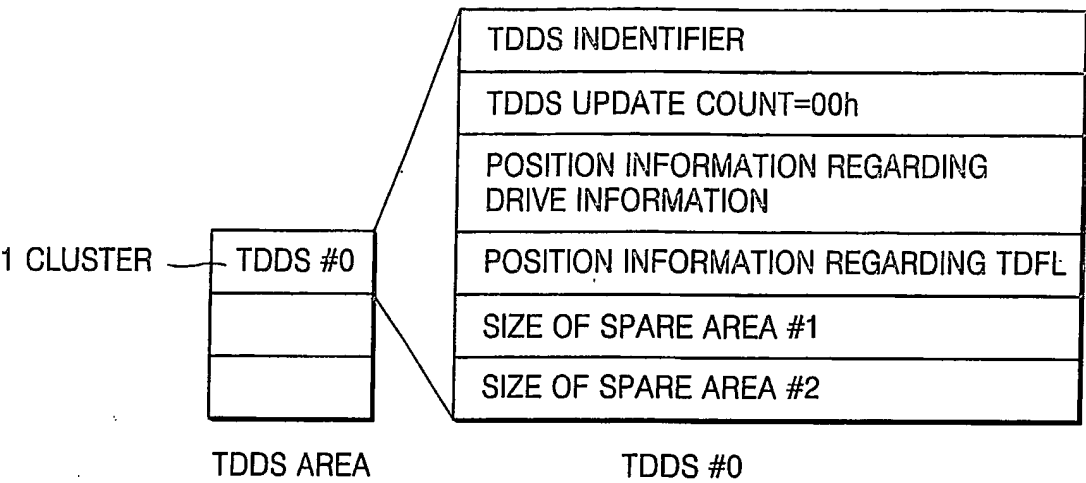 TDDS INDENTIFIER
TDDS UPDATE COUNT=00h
POSITION INFORMATION REGARDING
DRIVE INFORMATION
1 CLUSTER
TDDS #0
POSITION INFORMATION REGARDING TDFL
SIZE OF SPARE AREA #1
SIZE OF SPARE AREA #2
TDDS AREA
TDDS #0